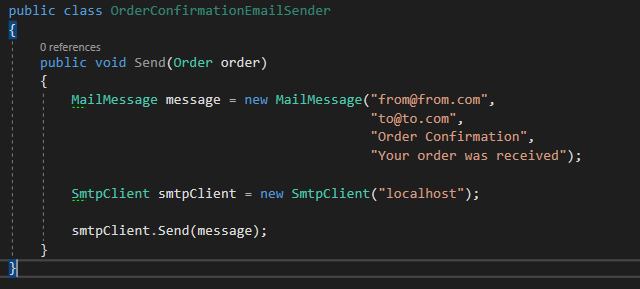 public class OrderConfirmationEmailSender
{
0 references
public void Send(Order order)
{
MailMessage message = new MailMessage("from@from.com",
"to@to.com",
"Order Confirmation",
"Your order was received");
SmtpClient smtpClient = new SmtpClient("localhost");
smtpClient.Send(message);
}
}